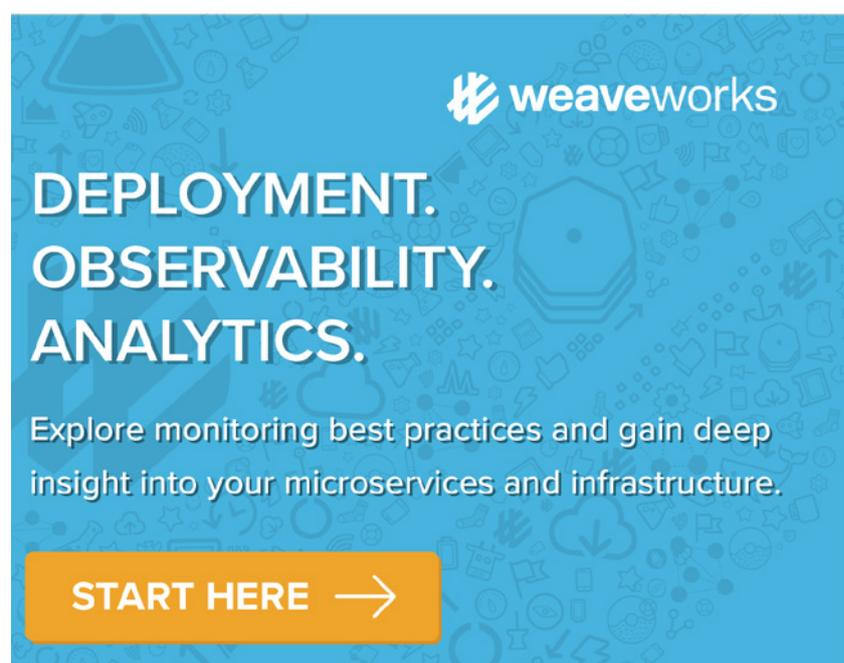 weaveworks
DEPLOYMENT.
OBSERVABILITY.
ANALYTICS.
Explore monitoring best practices and gain deep
insight into your microservices and infrastructure.
START HERE →